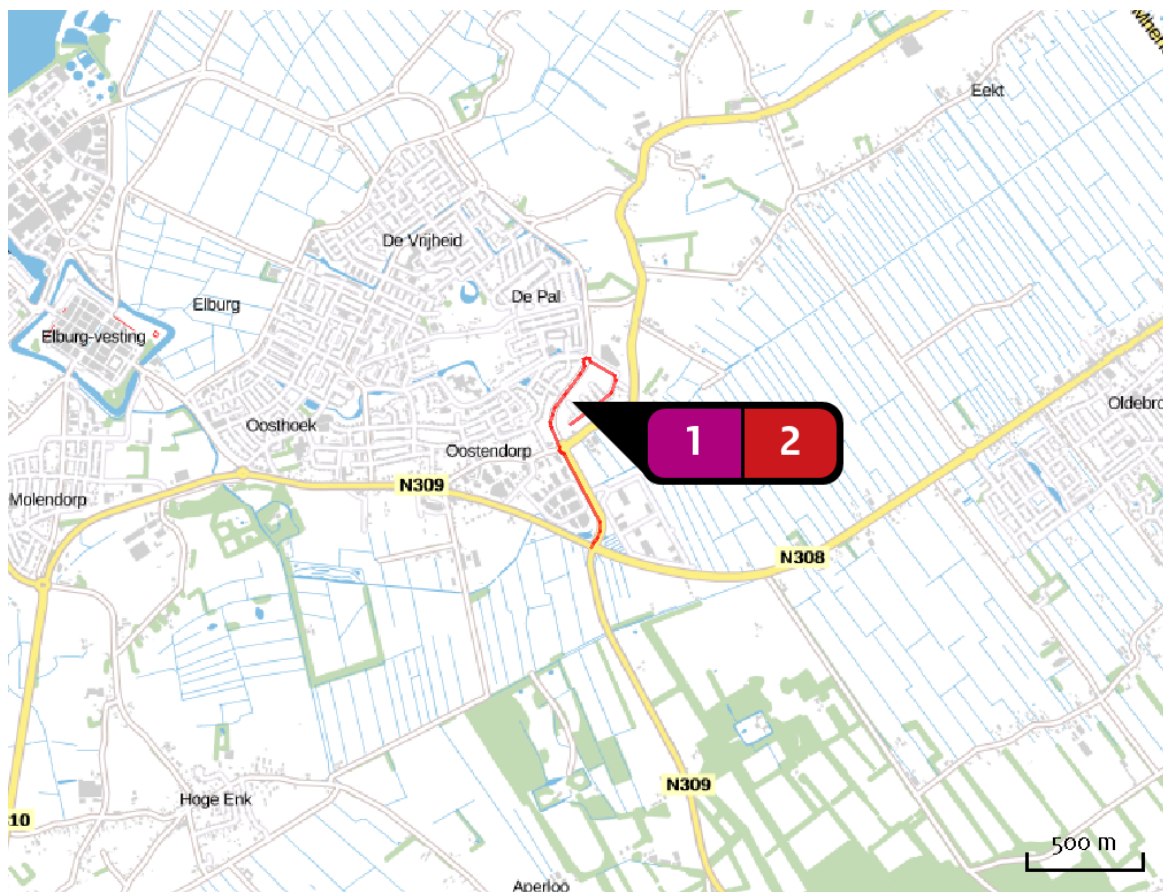 Eekt
De Vrijheid
De Pal
Elburg
Elburg-vesting
Oldebro
1 2
Oosthoek
Oostendorp
N309
Molendorp
N308
N309
Hoge Enk
10
500 m
Aperloo